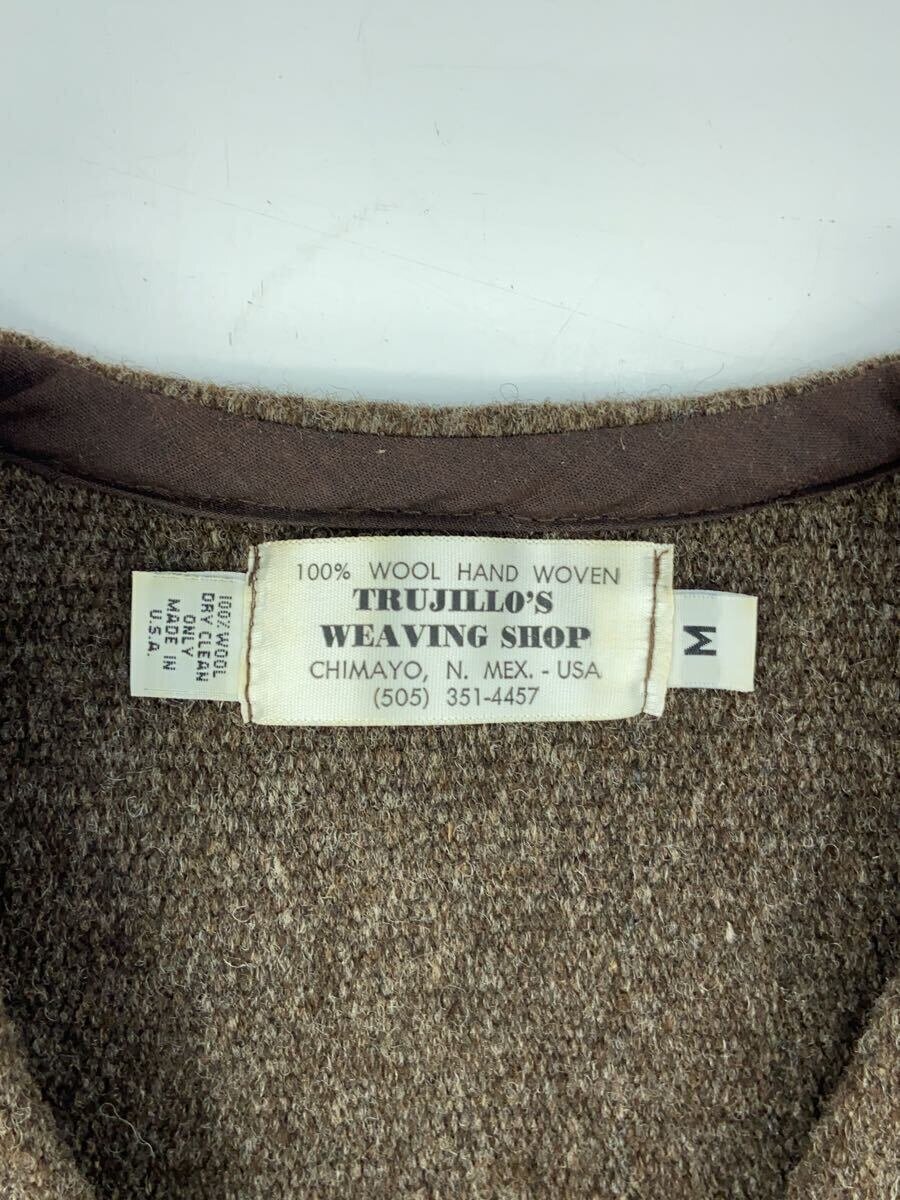 100% WOOL HAND WOVEN
TRUJILLO'S
WEAVING SHOP
CHIMAYO, N. MEX. - USA
(505) 351-4457
100% WOOL
DRY CLEAN
ONLY
MADE IN
U.S.A.
M